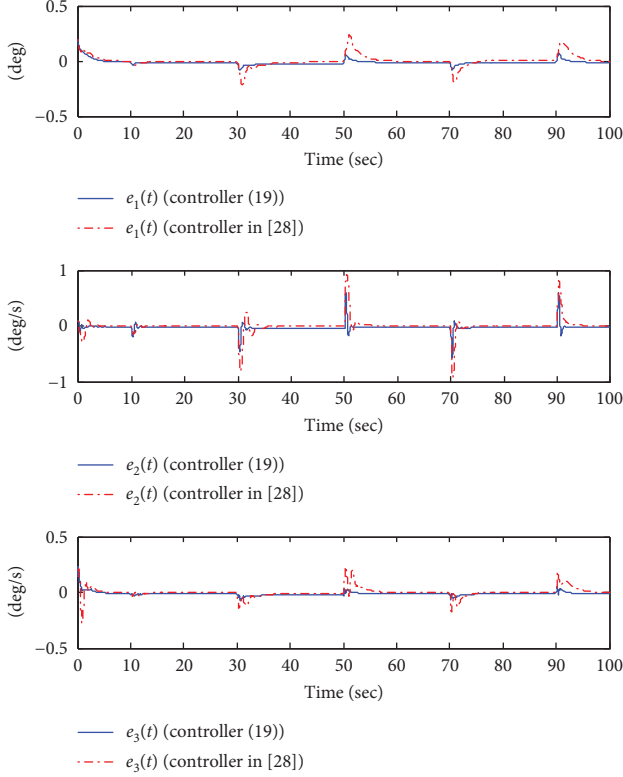 (deg)
0.5
0
−0.5
0 10 20 30 40 50 60 70 80 90 100
Time (sec)
e1(t) (controller (19))
e1(t) (controller in [28])
(deg/s)
1
0
−1
0 10 20 30 40 50 60 70 80 90 100
Time (sec)
e2(t) (controller (19))
e2(t) (controller in [28])
(deg/s)
0.5
0
−0.5
0 10 20 30 40 50 60 70 80 90 100
Time (sec)
e3(t) (controller (19))
e3(t) (controller in [28])